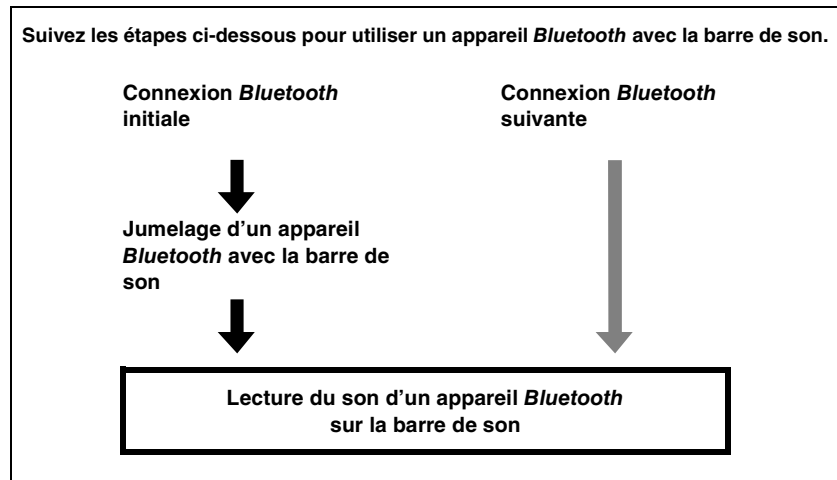 Suivez les étapes ci-dessous pour utiliser un appareil Bluetooth avec la barre de son.
Connexion Bluetooth
initiale
Connexion Bluetooth
suivante
Jumelage d’un appareil
Bluetooth avec la barre de
son
Lecture du son d’un appareil Bluetooth
sur la barre de son